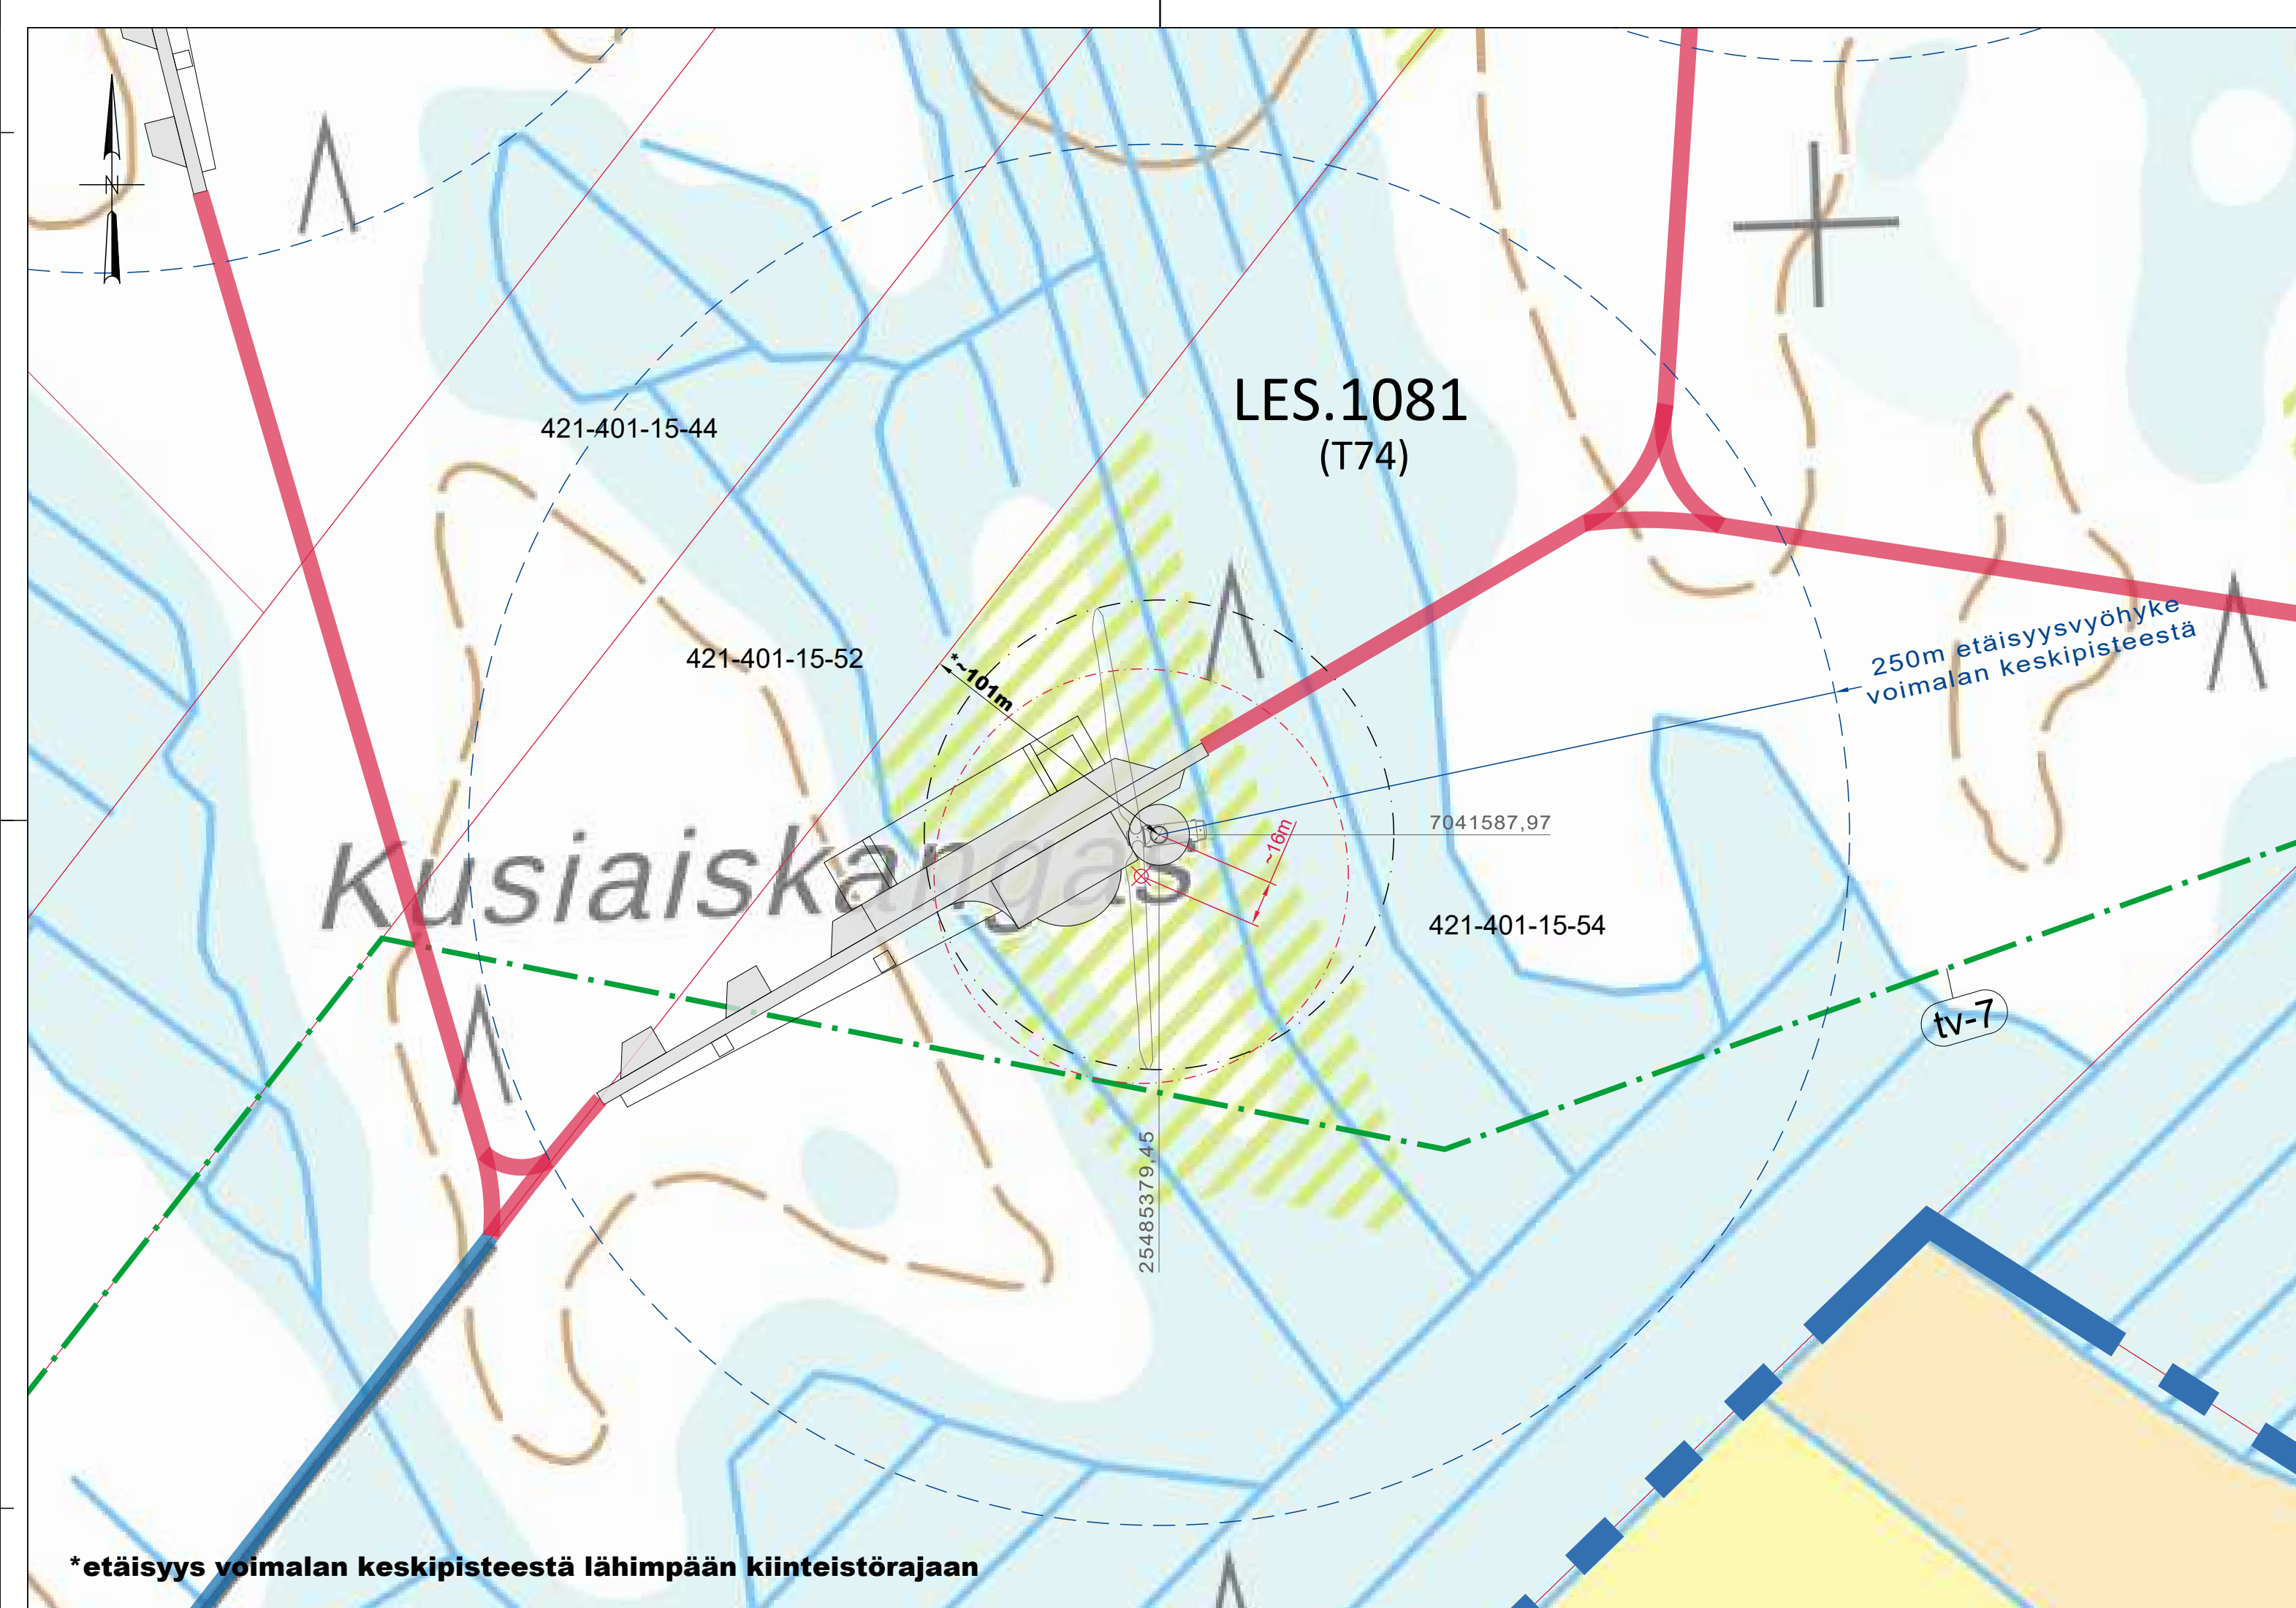 N
LES.1081
(T74)
421-401-15-44
250m etäisyysvyöhyke
voimalan keskipisteestä
421-401-15-52
*~101m
7041587,97
~16m
Kusiaiskangas
421-401-15-54
tv-7
25485379,45
*etäisyys voimalan keskipisteestä lähimpään kiinteistörajaan